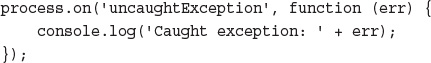 process.on('uncaughtException', function (err) {
    console.log('Caught exception: ' + err);
});